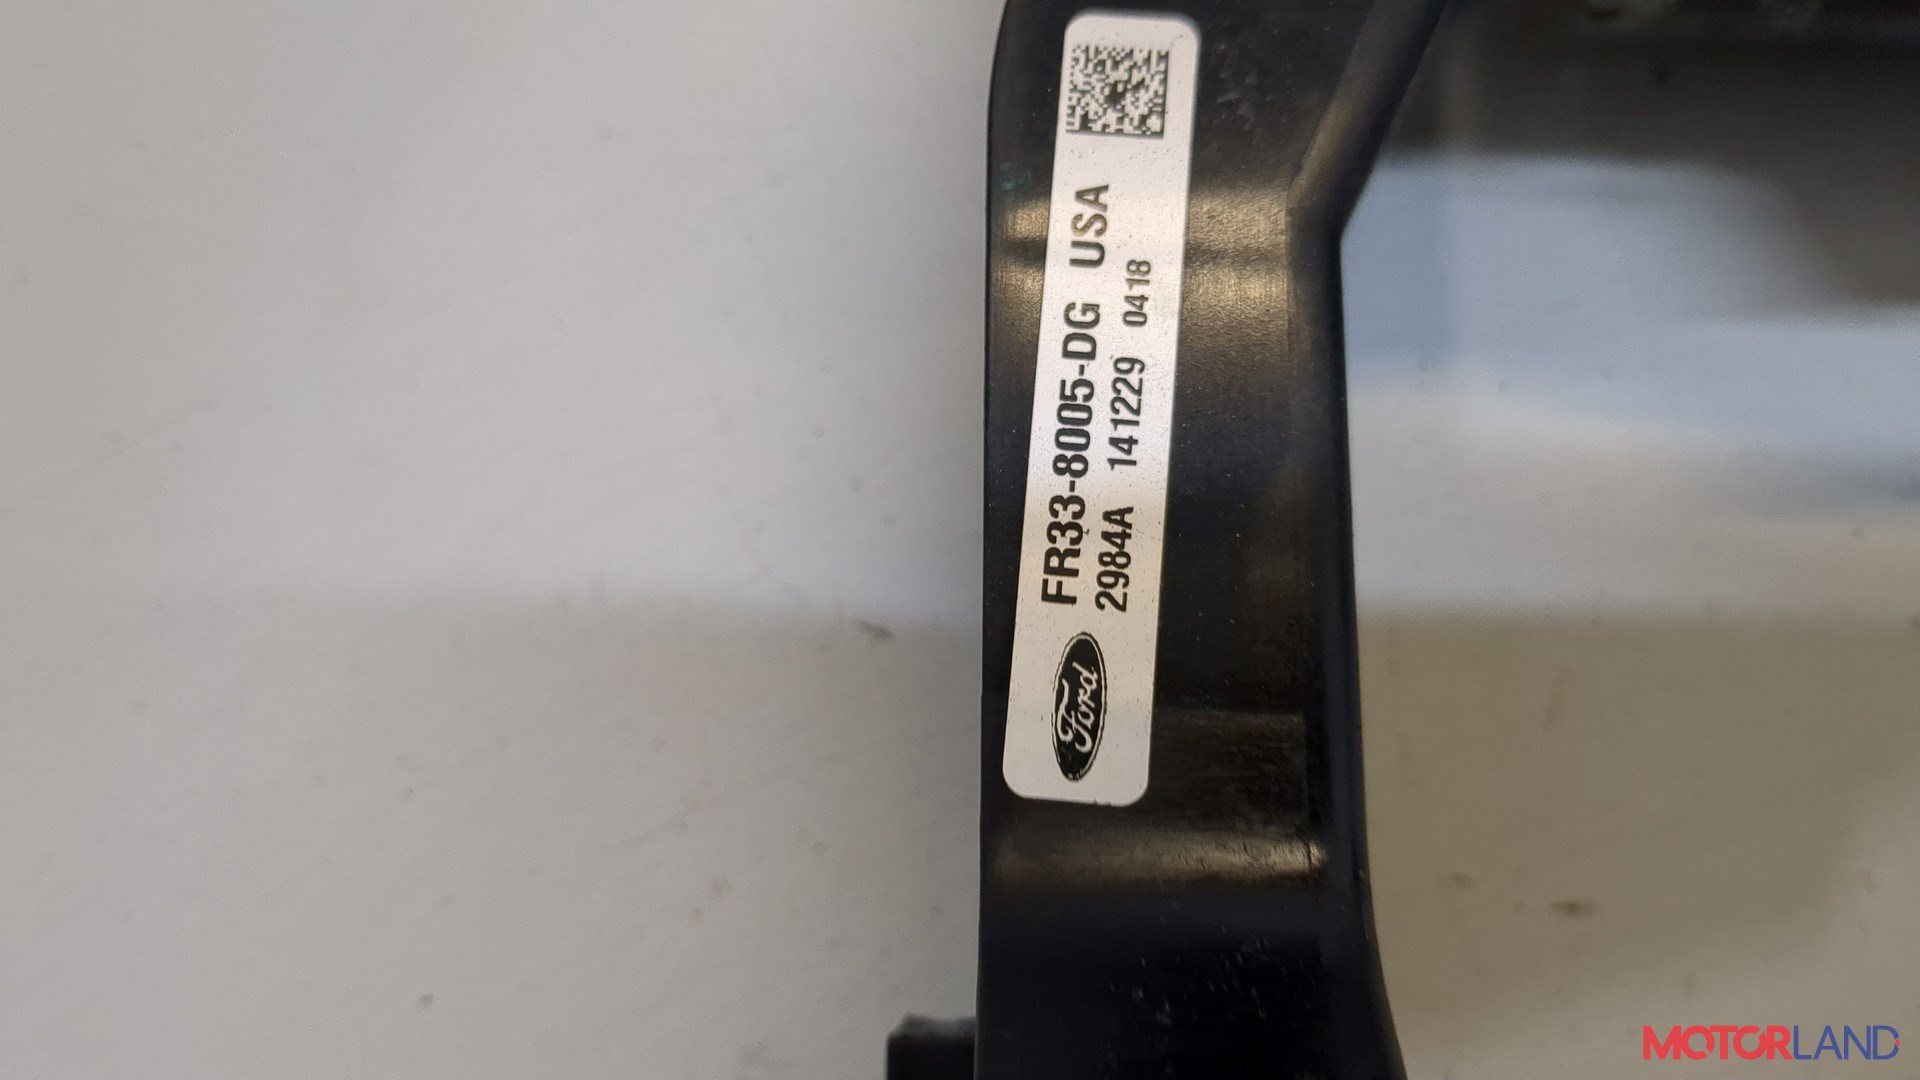 Ford
FR33-8005-DG USA
2984A 141229 0418
MOTORLAND